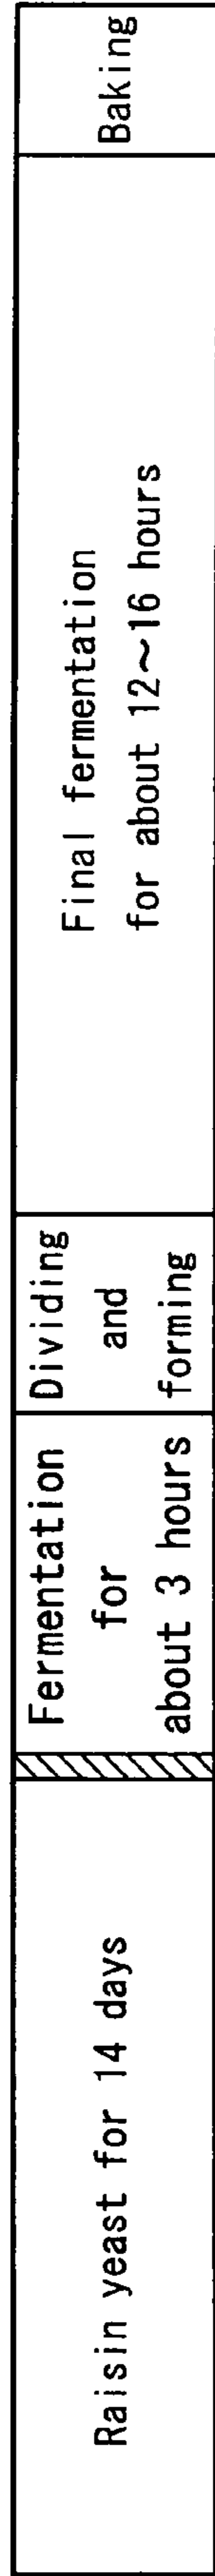 Raisin yeast for 14 days
Fermentation
for
about 3 hours
Dividing
and
forming
Final fermentation
for about 12~16 hours
Baking